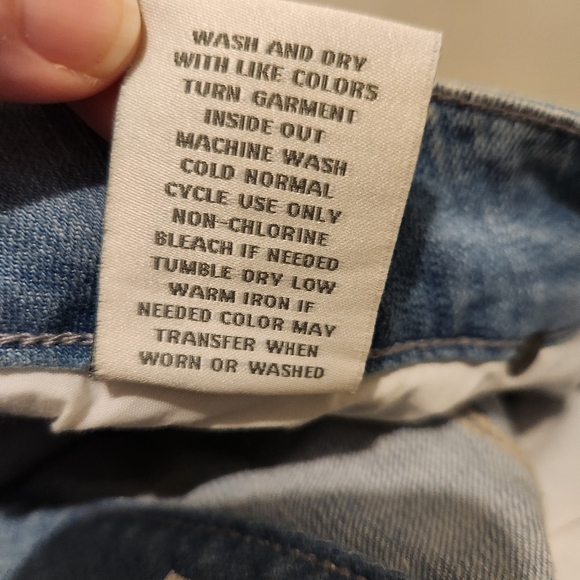 WASH AND DRY
WITH LIKE COLORS
TURN GARMENT
INSIDE OUT
MACHINE WASH
COLD NORMAL
CYCLE USE ONLY
NON-CHLORINE
BLEACH IF NEEDED
TUMBLE DRY LOW
WARM IRON IF
NEEDED COLOR MAY
TRANSFER WHEN
WORN OR WASHED